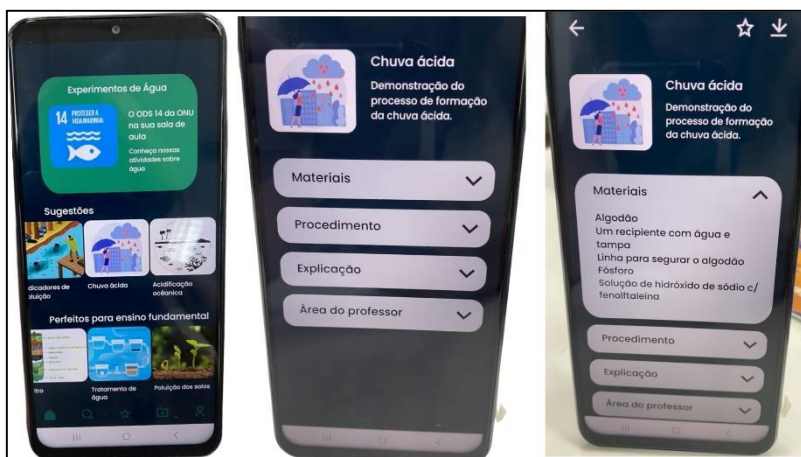 Experimentos de Água
14 PROTEGER A
VIDA MARINHA
O ODS 14 da ONU
na sua sala de
aula
Conheça nossas
atividades sobre
água
Sugestões
Chuva ácida
Acidificação
oceânica
Perfeitos para ensino fundamental
Tratamento de
água
Poluição dos solos
Chuva ácida
Demonstração do
processo de formação
da chuva ácida.
Materiais
Procedimento
Explicação
Área do professor
Chuva ácida
Demonstração do
processo de formação
da chuva ácida.
Materiais
Algodão
Um recipiente com água e
tampa
Linha para segurar o algodão
Fósforo
Solução de hidróxido de sódio c/
fenolftaleina
Procedimento
Explicação
Área do professor